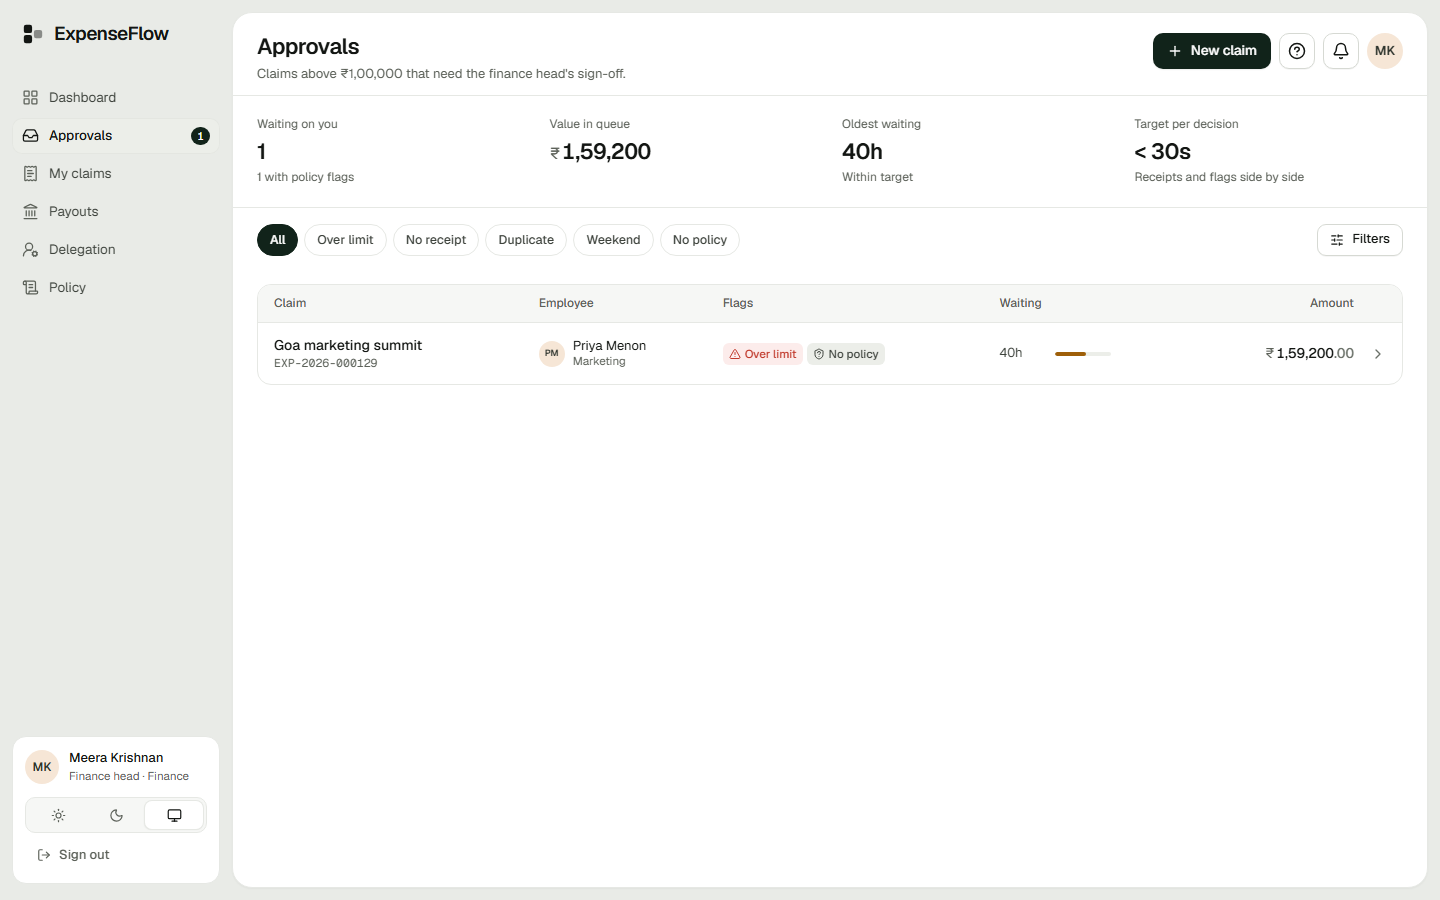 ExpenseFlow
Dashboard
Approvals 1
My claims
Payouts
Delegation
Policy
Meera Krishnan
MK
Finance head · Finance
Sign out
Approvals
Claims above ₹1,00,000 that need the finance head's sign-off.
New claim
MK
Waiting on you
1
1 with policy flags
Value in queue
₹1,59,200
Oldest waiting
40h
Within target
Target per decision
< 30s
Receipts and flags side by side
All Over limit No receipt Duplicate Weekend No policy Filters
Claim Employee Flags Waiting Amount
Goa marketing summit
EXP-2026-000129
PM
Priya Menon
Marketing
Over limit No policy
40h
₹1,59,200.00